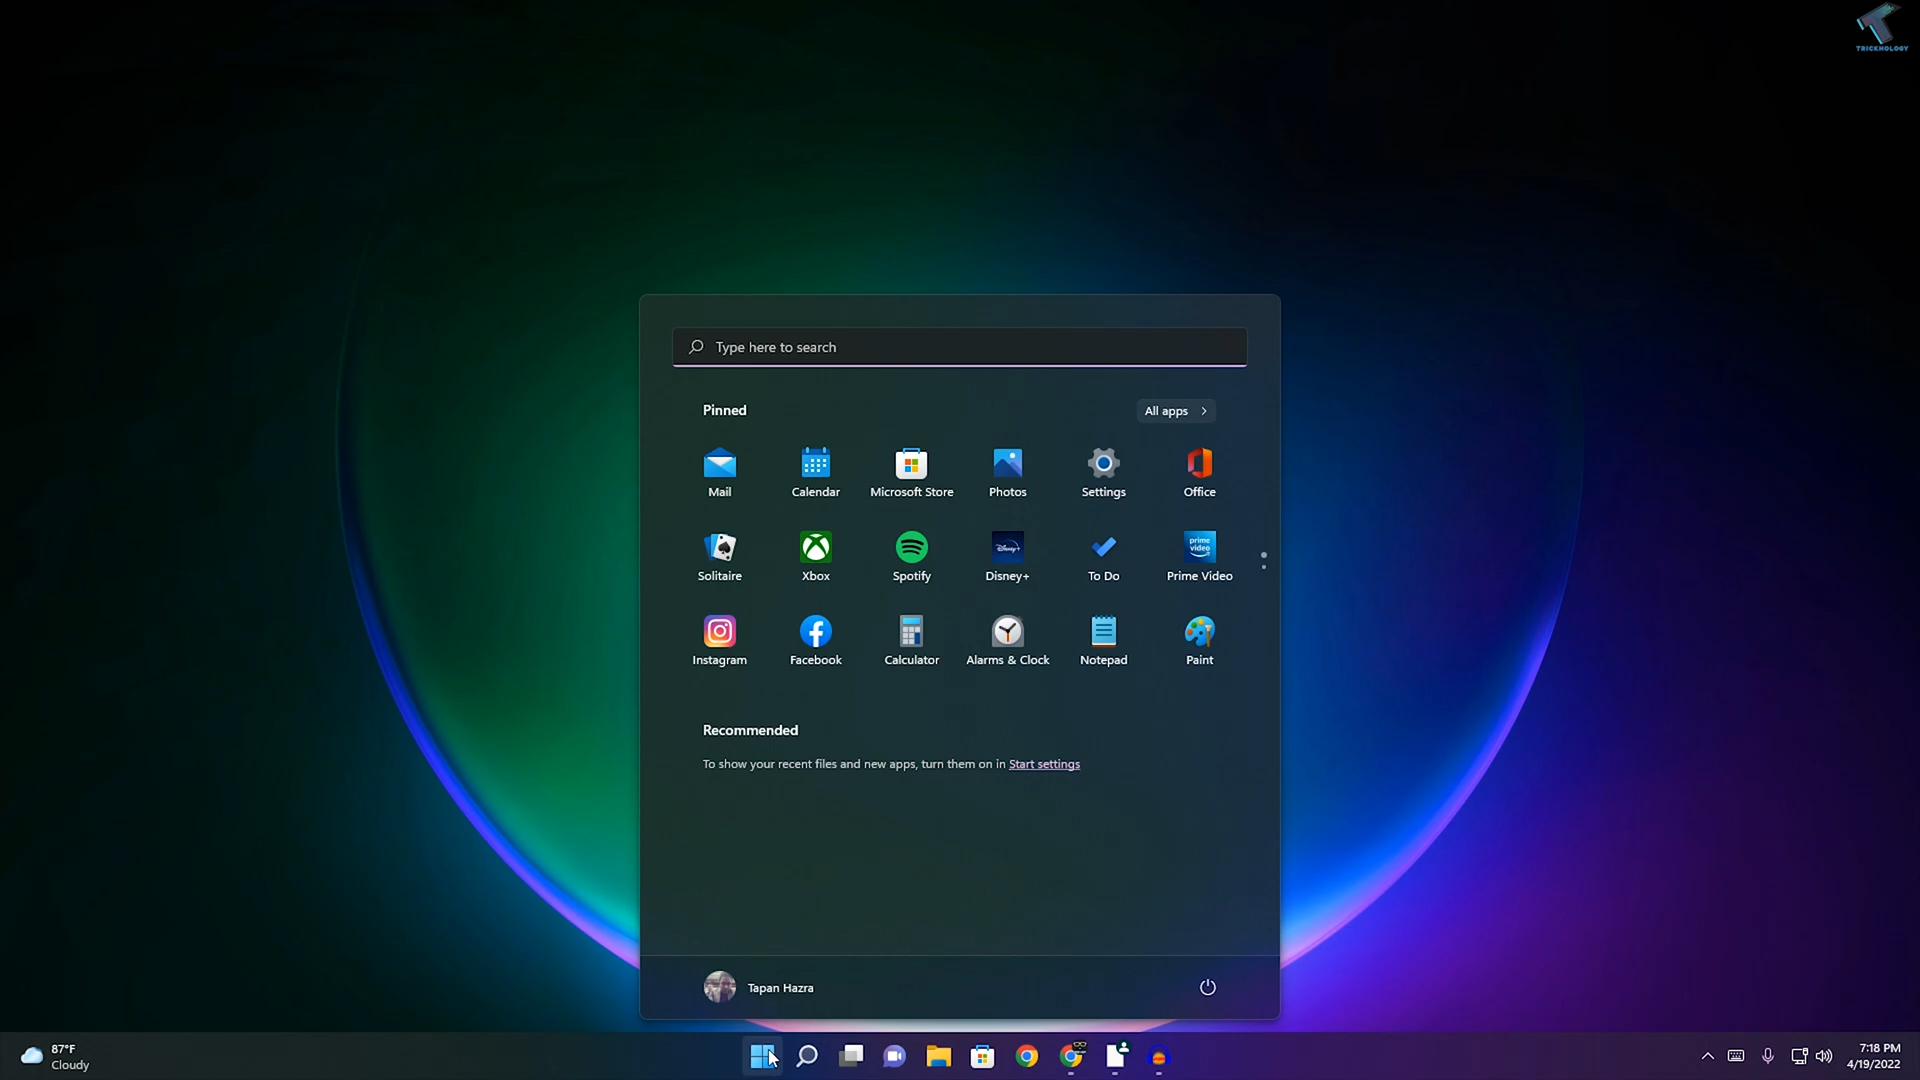 TRICKNOLOGY
Type here to search
Pinned
All apps
Mail
Calendar
Microsoft Store
Photos
Settings
Office
Solitaire
Xbox
Spotify
Disney+
To Do
prime video
Prime Video
Instagram
Facebook
Calculator
Alarms & Clock
Notepad
Paint
Recommended
To show your recent files and new apps, turn them on in Start settings
Tapan Hazra
87°F
Cloudy
7:18 PM
4/19/2022